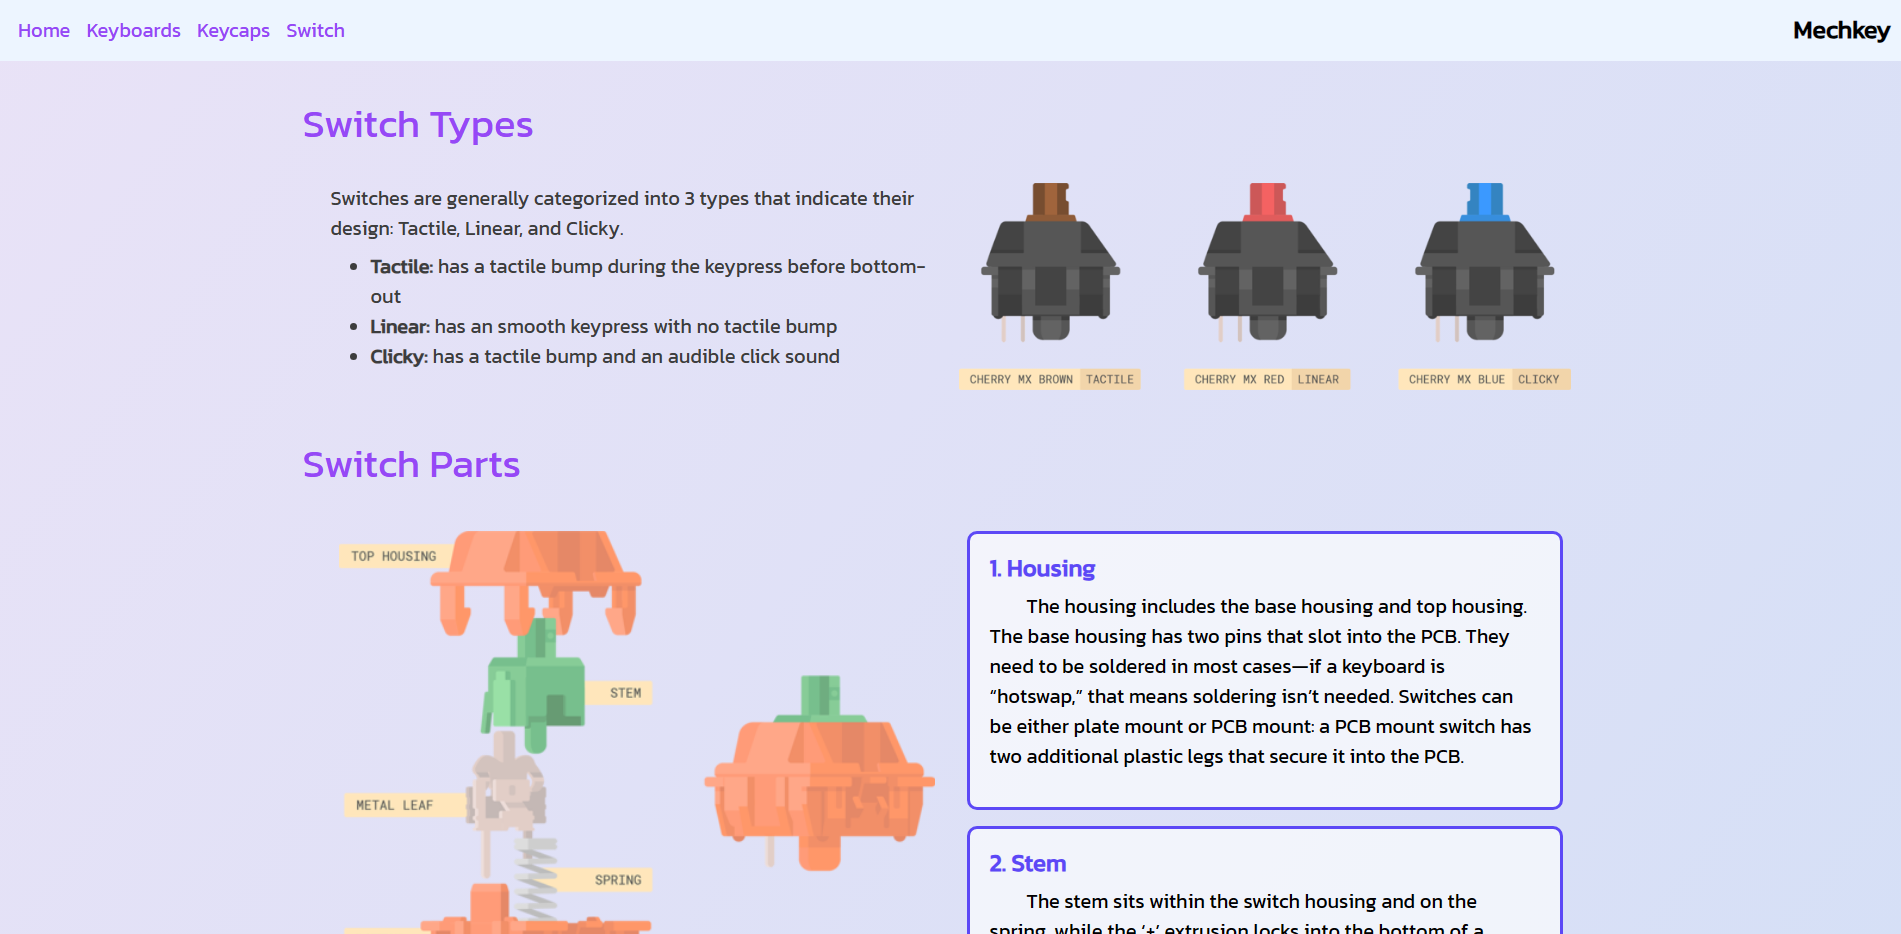 Home Keyboards Keycaps Switch
Mechkey
Switch Types
Switches are generally categorized into 3 types that indicate their
design: Tactile, Linear, and Clicky.
Tactile: has a tactile bump during the keypress before bottom-
out
Linear: has an smooth keypress with no tactile bump
Clicky: has a tactile bump and an audible click sound
CHERRY MX BROWN TACTILE
CHERRY MX RED LINEAR
CHERRY MX BLUE CLICKY
Switch Parts
TOP HOUSING
STEM
METAL LEAF
SPRING
1. Housing
The housing includes the base housing and top housing.
The base housing has two pins that slot into the PCB. They
need to be soldered in most cases—if a keyboard is
“hotswap,” that means soldering isn’t needed. Switches can
be either plate mount or PCB mount: a PCB mount switch has
two additional plastic legs that secure it into the PCB.
2. Stem
The stem sits within the switch housing and on the
spring, while the ‘+’ extrusion locks into the bottom of a